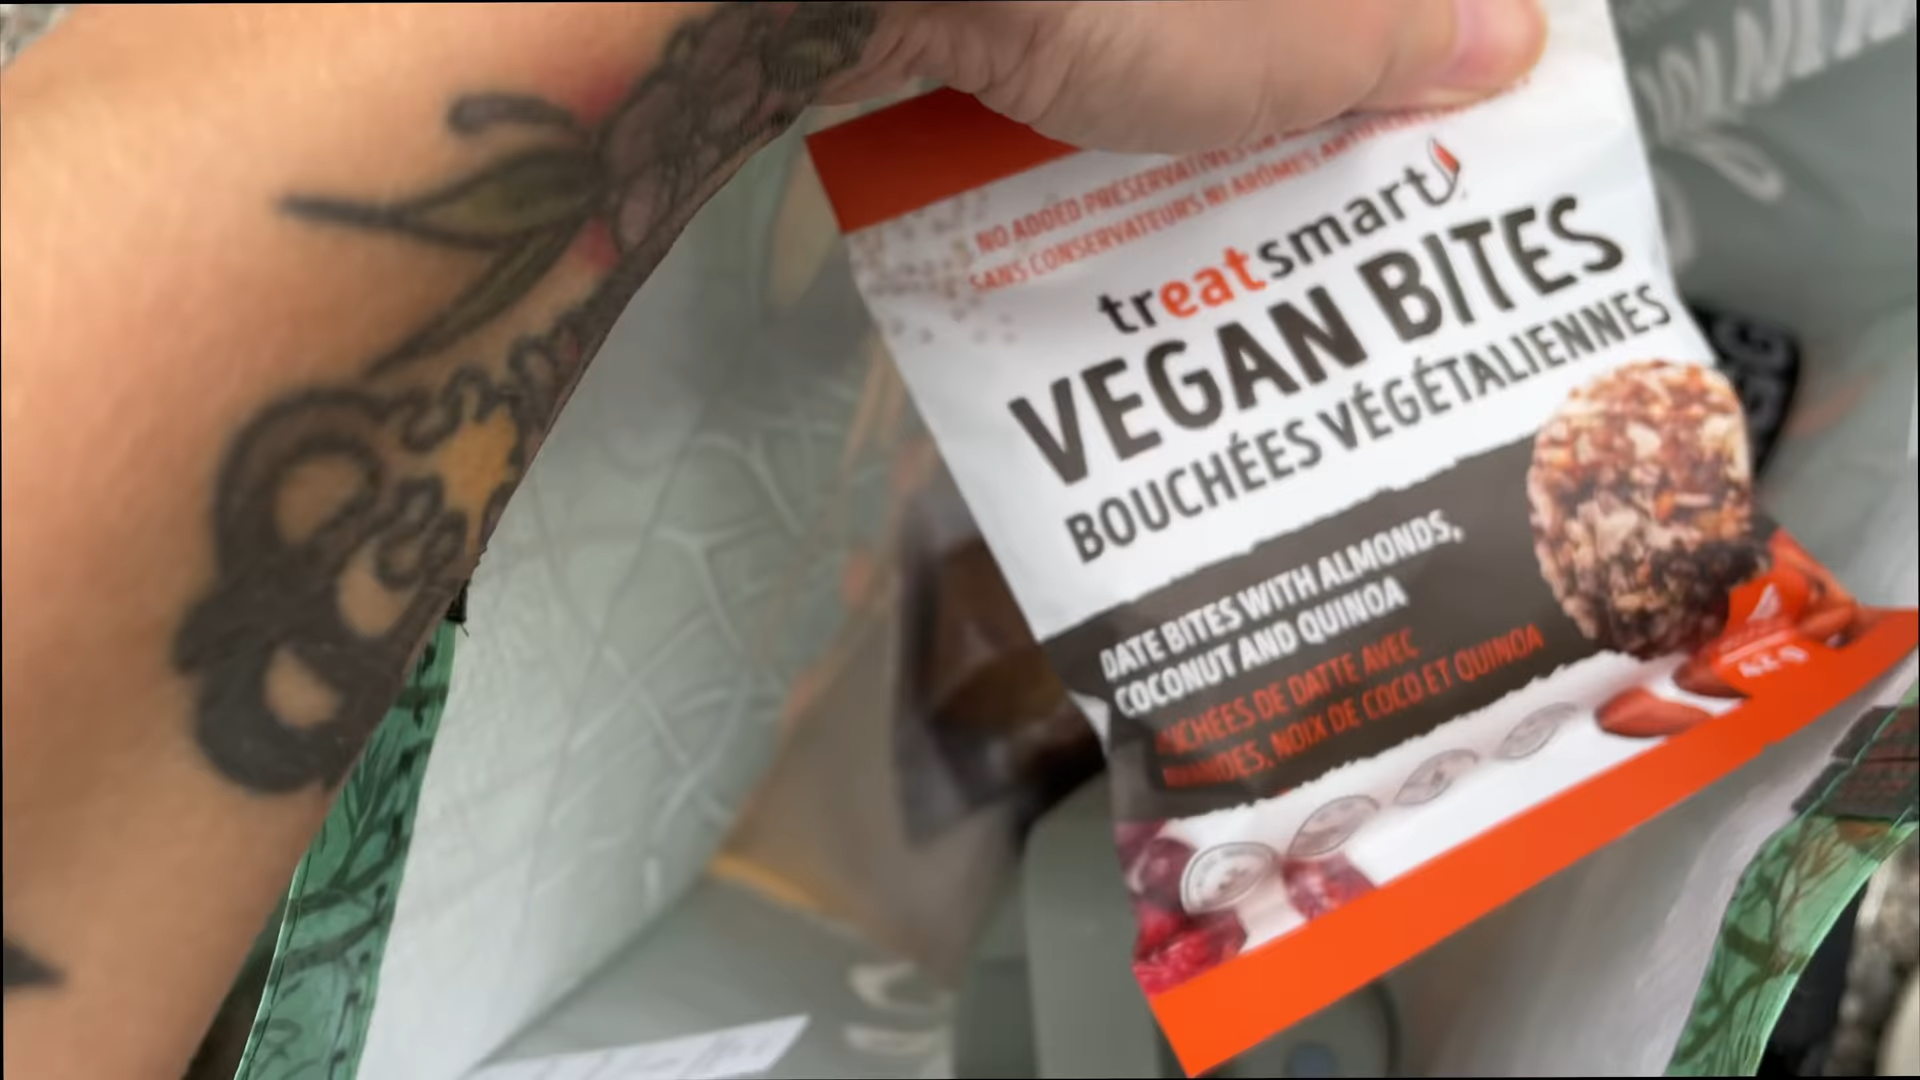 NO ADDED PRESERVATIVES
SANS CONSERVATEURS NI ARÔMES
treatsmart
VEGAN BITES
BOUCHÉES VÉGÉTALIENNES
DATE BITES WITH ALMONDS,
COCONUT AND QUINOA
DE DATTE AVEC
NOIX DE COCO ET QUINOA